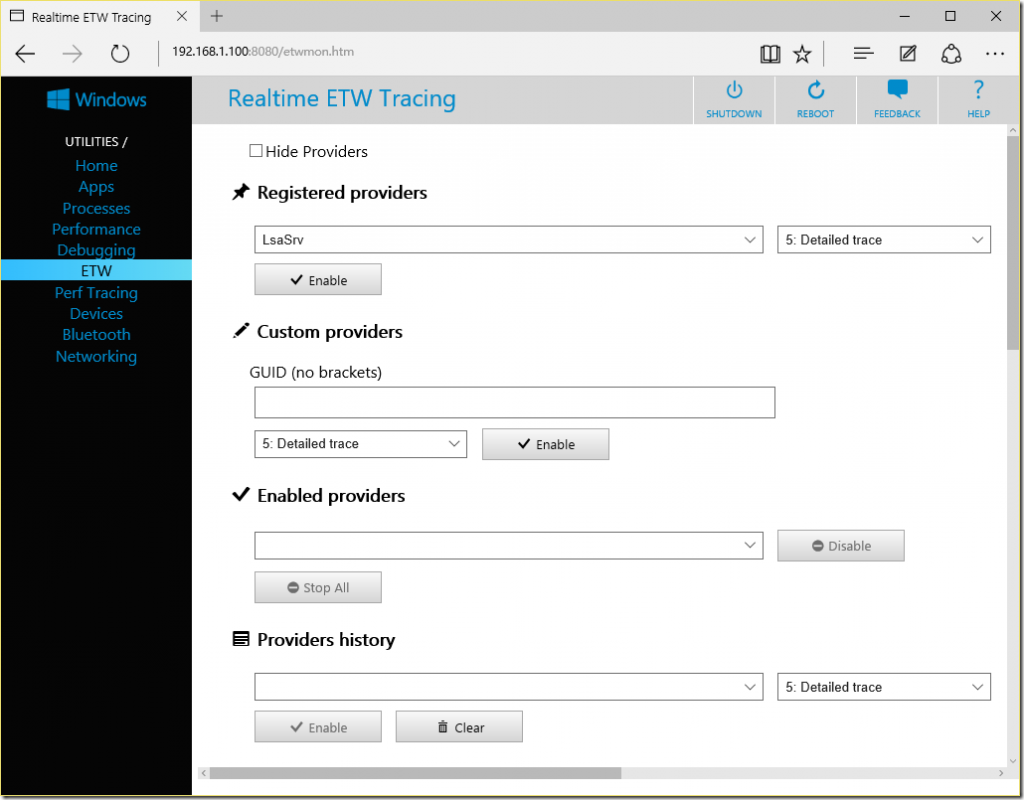 Realtime ETW Tracing
192.168.1.100:8080/etwmon.htm
Windows
Realtime ETW Tracing
SHUTDOWN
REBOOT
FEEDBACK
HELP
UTILITIES /
Home
Apps
Processes
Performance
Debugging
ETW
Perf Tracing
Devices
Bluetooth
Networking
Hide Providers
Registered providers
LsaSrv
5: Detailed trace
Enable
Custom providers
GUID (no brackets)
5: Detailed trace
Enable
Enabled providers
Disable
Stop All
Providers history
5: Detailed trace
Enable
Clear